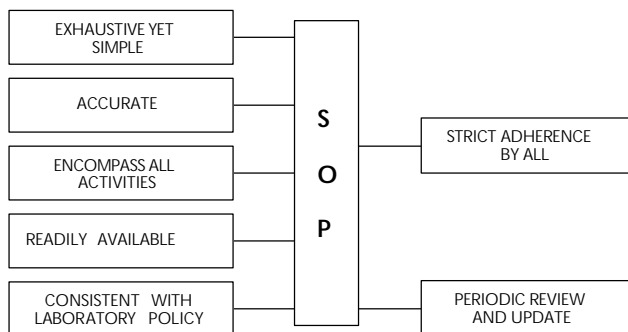 EXHAUSTIVE YET
SIMPLE
ACCURATE
ENCOMPASS ALL
ACTIVITIES
READILY AVAILABLE
CONSISTENT WITH
LABORATORY POLICY
S
O
P
STRICT ADHERENCE
BY ALL
PERIODIC REVIEW
AND UPDATE